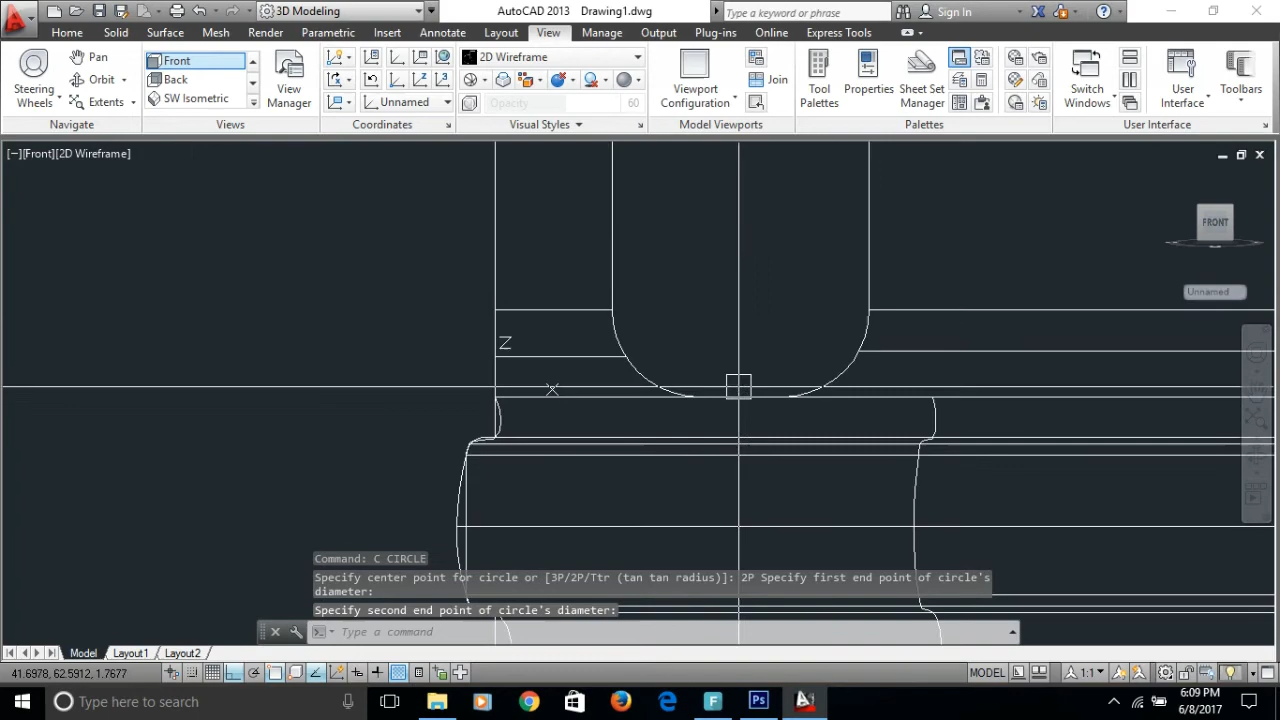 3D Modeling
AutoCAD 2013 Drawing1.dwg
Type a keyword or phrase
Sign In
Home Solid Surface Mesh Render Parametric Insert Annotate Layout View Manage Output Plug-ins Online Express Tools
Steering Wheels
Pan
Orbit
Extents
Front
Back
SW Isometric
View Manager
Unnamed
2D Wireframe
Opacity 60
Viewport Configuration
Join
Tool Palettes
Properties
Sheet Set Manager
Switch Windows
User Interface
Toolbars
Navigate Views Coordinates Visual Styles Model Viewports Palettes User Interface
[−][Front][2D Wireframe]
FRONT
Unnamed
Z
X
Command: C CIRCLE
Specify center point for circle or [3P/2P/Ttr (tan tan radius)]: 2P Specify first end point of circle's
diameter:
Specify second end point of circle's diameter:
Type a command
Model Layout1 Layout2
41.6978, 62.5912, 1.7677
MODEL
1:1
Type here to search
6:09 PM
6/8/2017